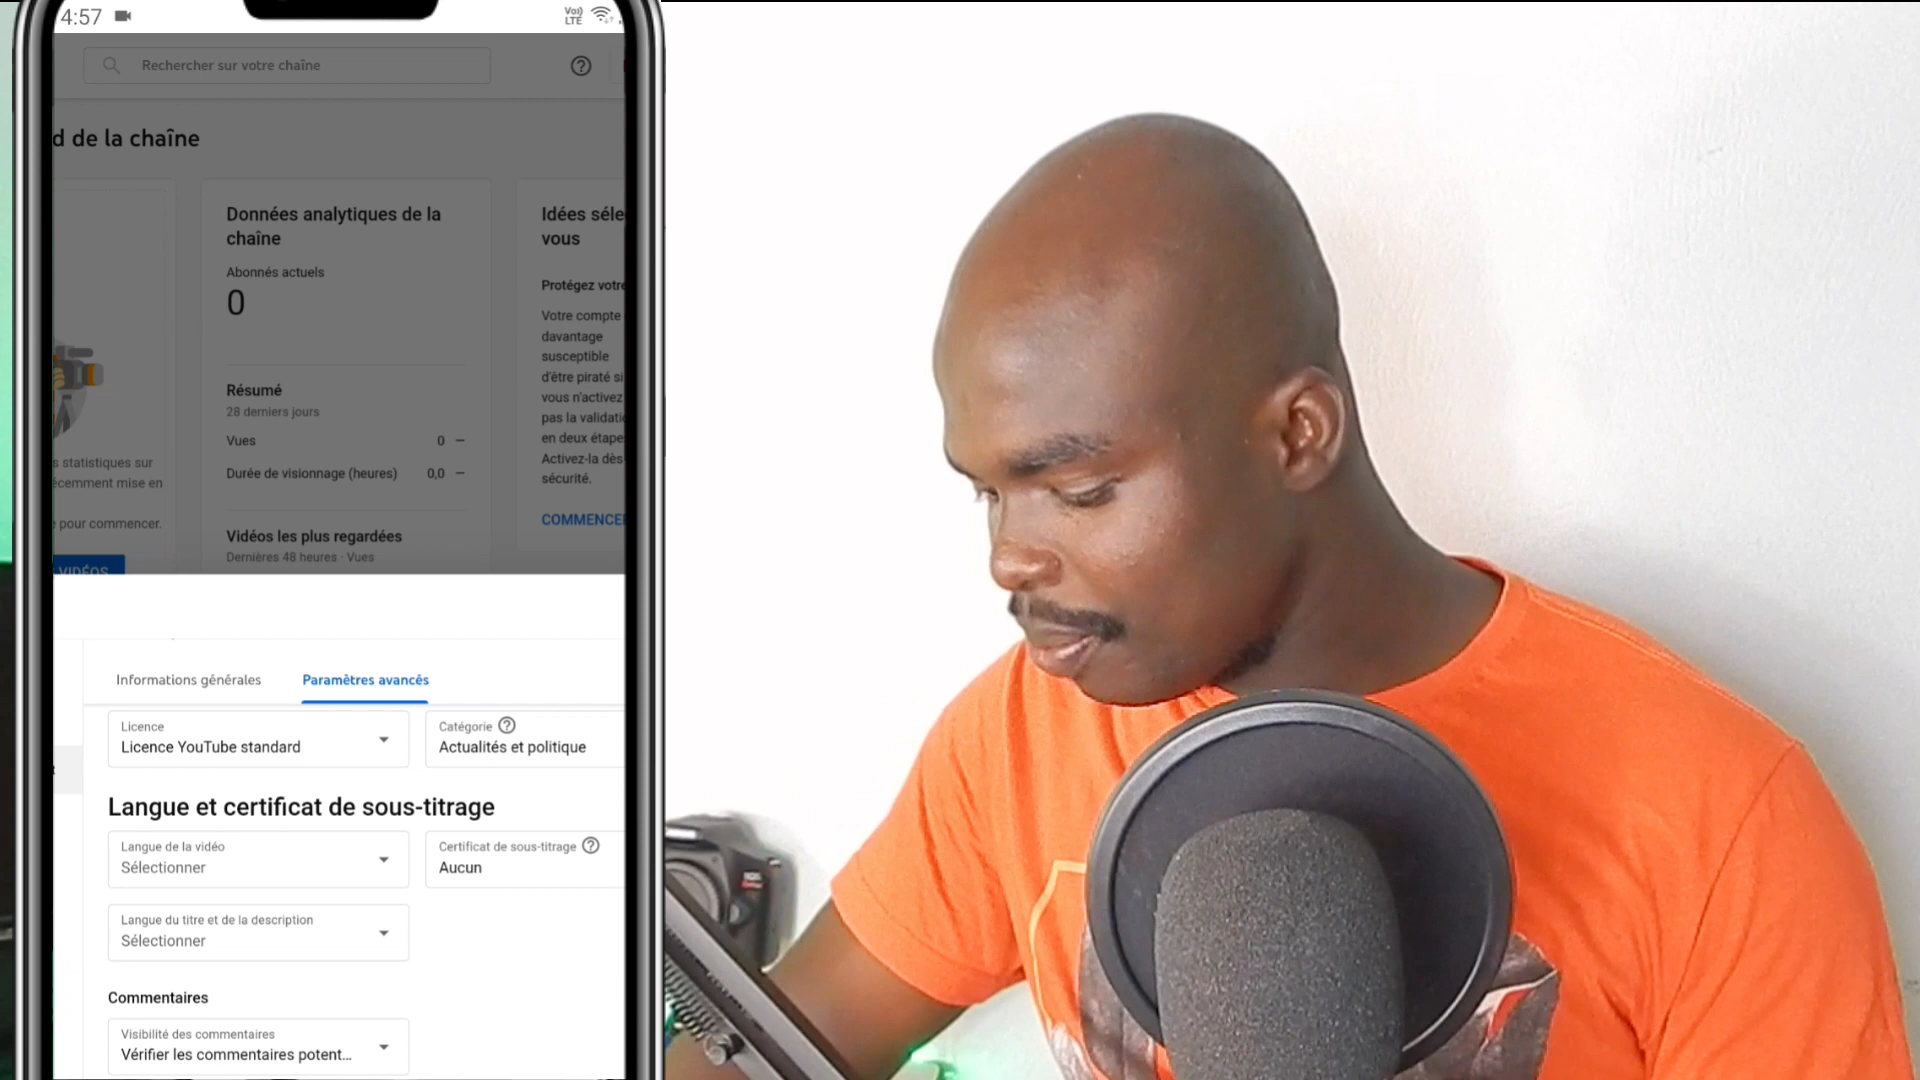 4:57
Vo)) LTE
Rechercher sur votre chaîne
d de la chaîne
Données analytiques de la
chaîne
Abonnés actuels
0
Résumé
28 derniers jours
Vues 0 —
Durée de visionnage (heures) 0,0 —
Vidéos les plus regardées
Dernières 48 heures · Vues
Idées séle
vous
Protégez votre
Votre compte
davantage
susceptible
d'être piraté si
vous n'activez
pas la validati
en deux étape
Activez-la dès
sécurité.
COMMENCER
s statistiques sur
écemment mise en
pour commencer.
VIDÉOS
Informations générales
Paramètres avancés
Licence
Licence YouTube standard
Catégorie
Actualités et politique
Langue et certificat de sous-titrage
Langue de la vidéo
Sélectionner
Certificat de sous-titrage
Aucun
Langue du titre et de la description
Sélectionner
Commentaires
Visibilité des commentaires
Vérifier les commentaires potent...